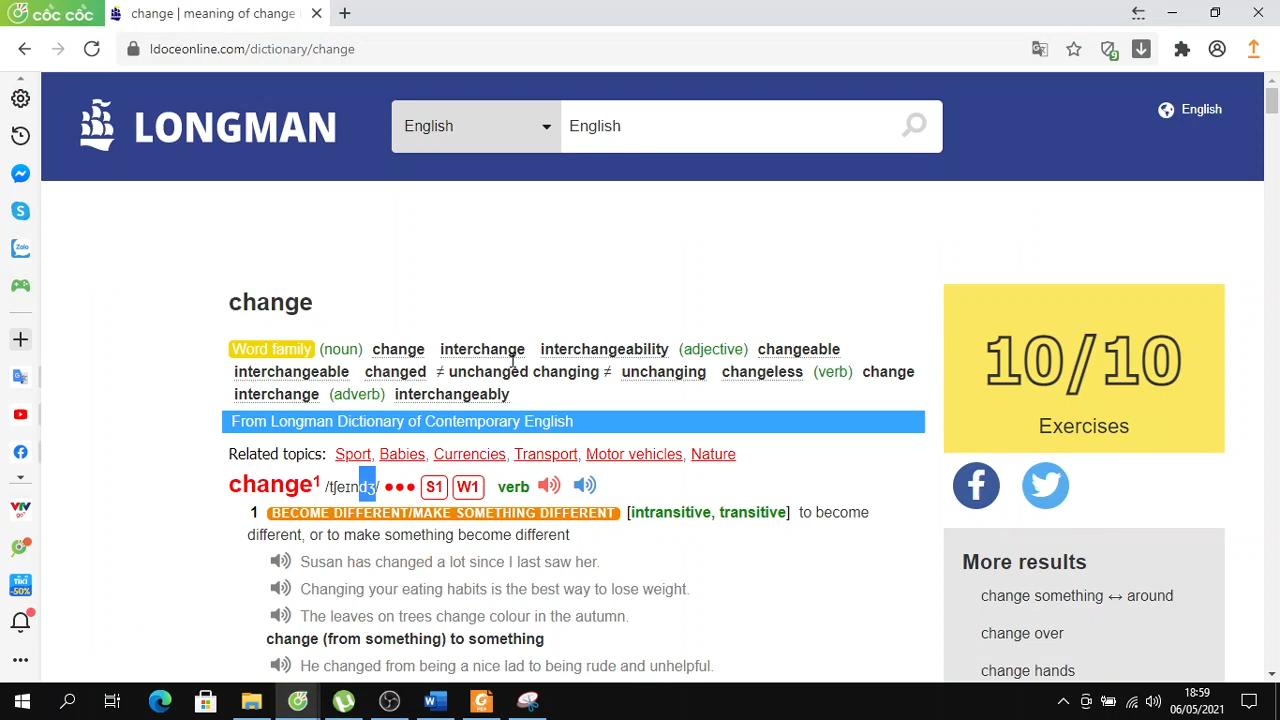 cốc cốc
change | meaning of change
ldoceonline.com/dictionary/change
LONGMAN
English
English
English
change
Word family (noun) change interchange interchangeability (adjective) changeable
interchangeable changed ≠ unchanged changing ≠ unchanging changeless (verb) change
interchange (adverb) interchangeably
From Longman Dictionary of Contemporary English
Related topics: Sport, Babies, Currencies, Transport, Motor vehicles, Nature
change1 /tʃeɪndʒ/ ●●● S1 W1 verb
1 BECOME DIFFERENT/MAKE SOMETHING DIFFERENT [intransitive, transitive] to become
different, or to make something become different
Susan has changed a lot since I last saw her.
Changing your eating habits is the best way to lose weight.
The leaves on trees change colour in the autumn.
change (from something) to something
He changed from being a nice lad to being rude and unhelpful.
10/10
Exercises
More results
change something ↔ around
change over
change hands
Zalo
VTV
go
TIKI
-50%
9
18:59
06/05/2021